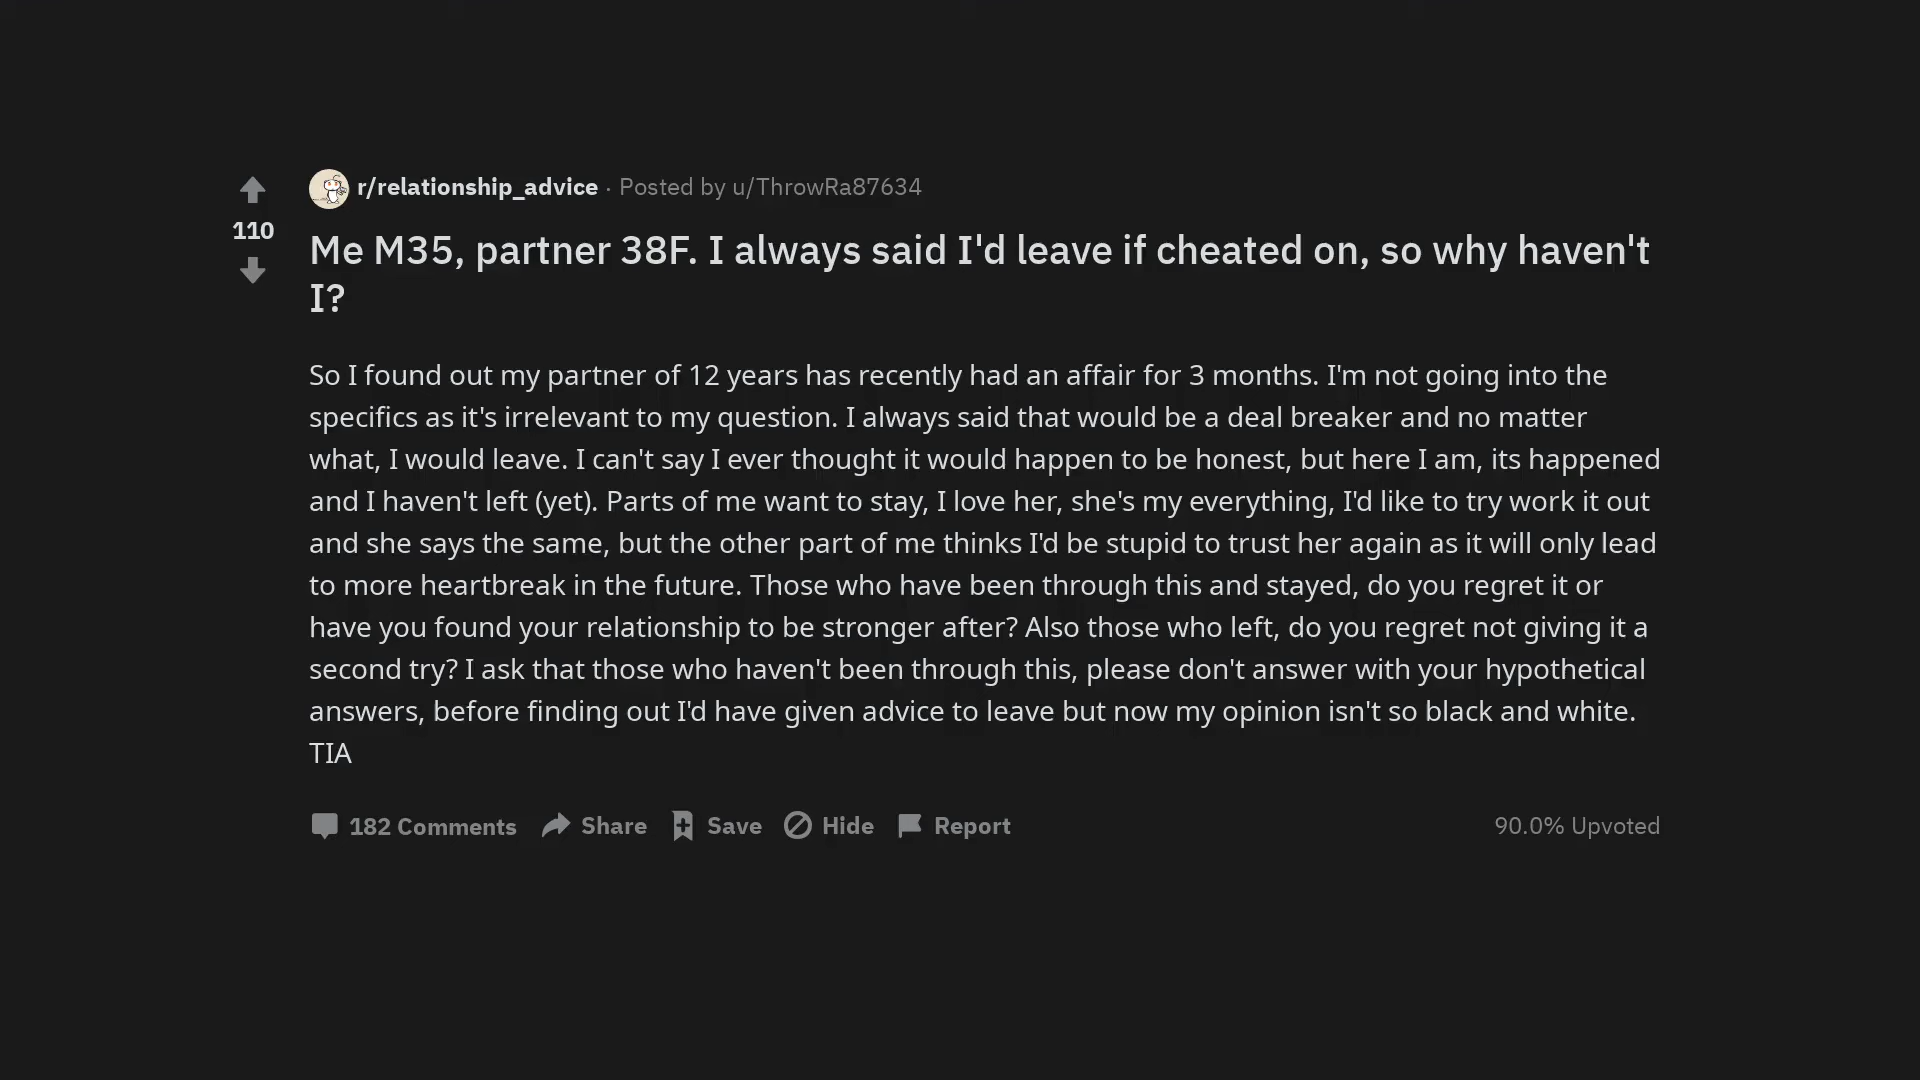 r/relationship_advice · Posted by u/ThrowRa87634
110
Me M35, partner 38F. I always said I'd leave if cheated on, so why haven't
I?
So I found out my partner of 12 years has recently had an affair for 3 months. I'm not going into the
specifics as it's irrelevant to my question. I always said that would be a deal breaker and no matter
what, I would leave. I can't say I ever thought it would happen to be honest, but here I am, its happened
and I haven't left (yet). Parts of me want to stay, I love her, she's my everything, I'd like to try work it out
and she says the same, but the other part of me thinks I'd be stupid to trust her again as it will only lead
to more heartbreak in the future. Those who have been through this and stayed, do you regret it or
have you found your relationship to be stronger after? Also those who left, do you regret not giving it a
second try? I ask that those who haven't been through this, please don't answer with your hypothetical
answers, before finding out I'd have given advice to leave but now my opinion isn't so black and white.
TIA
182 Comments Share Save Hide Report 90.0% Upvoted